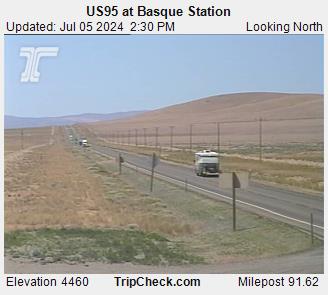 US95 at Basque Station
Updated: Jul 05 2024 2:30 PM Looking North
Elevation 4460 TripCheck.com Milepost 91.62